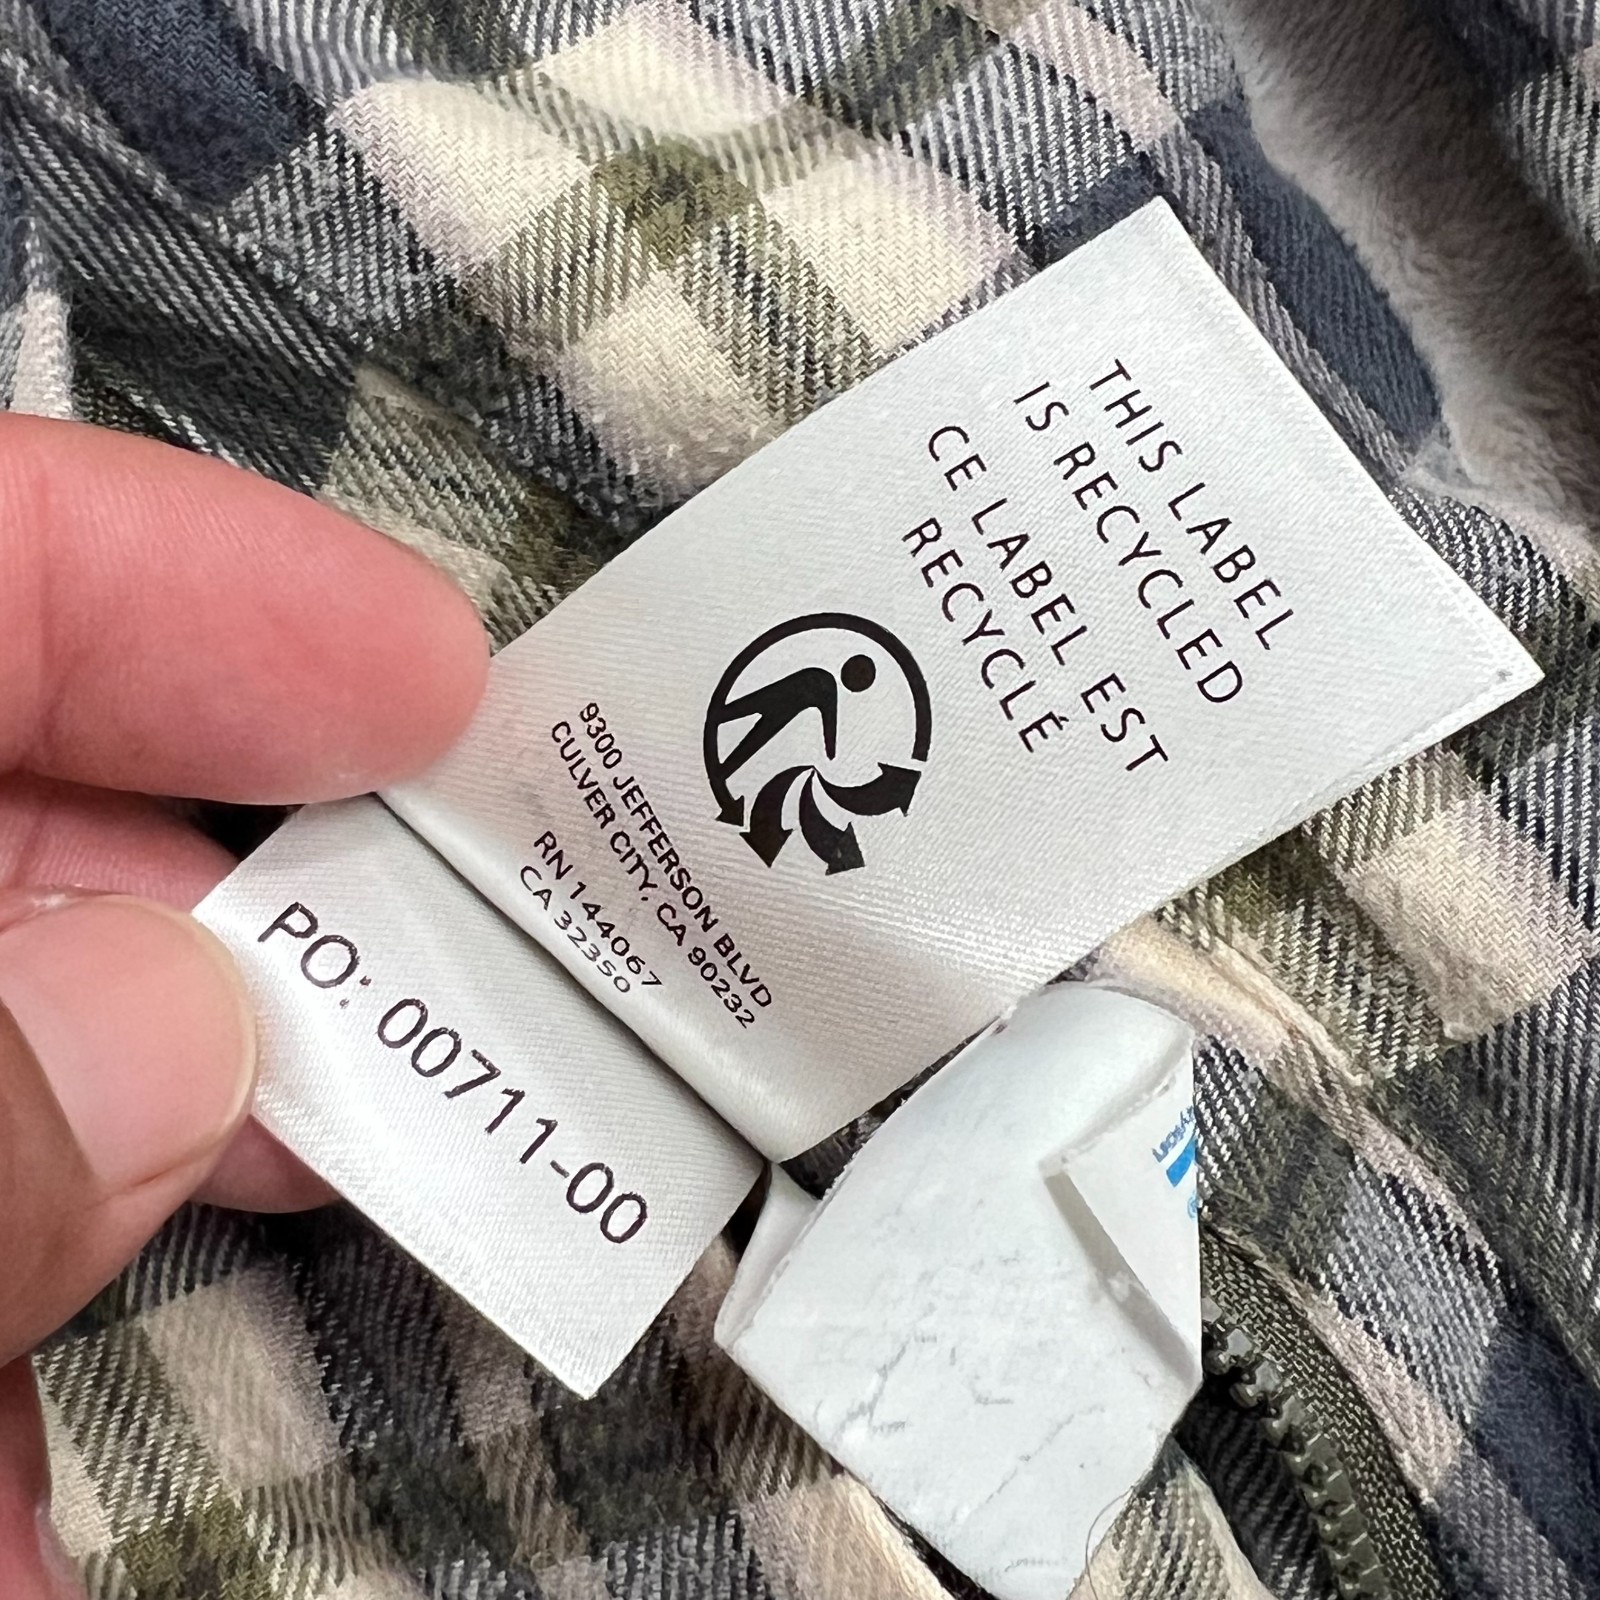 THIS LABEL
IS RECYCLED
CE LABEL EST
RECYCLÉ
9300 JEFFERSON BLVD
CULVER CITY, CA 90232
RN 144067
CA 32350
PO: 00711-00